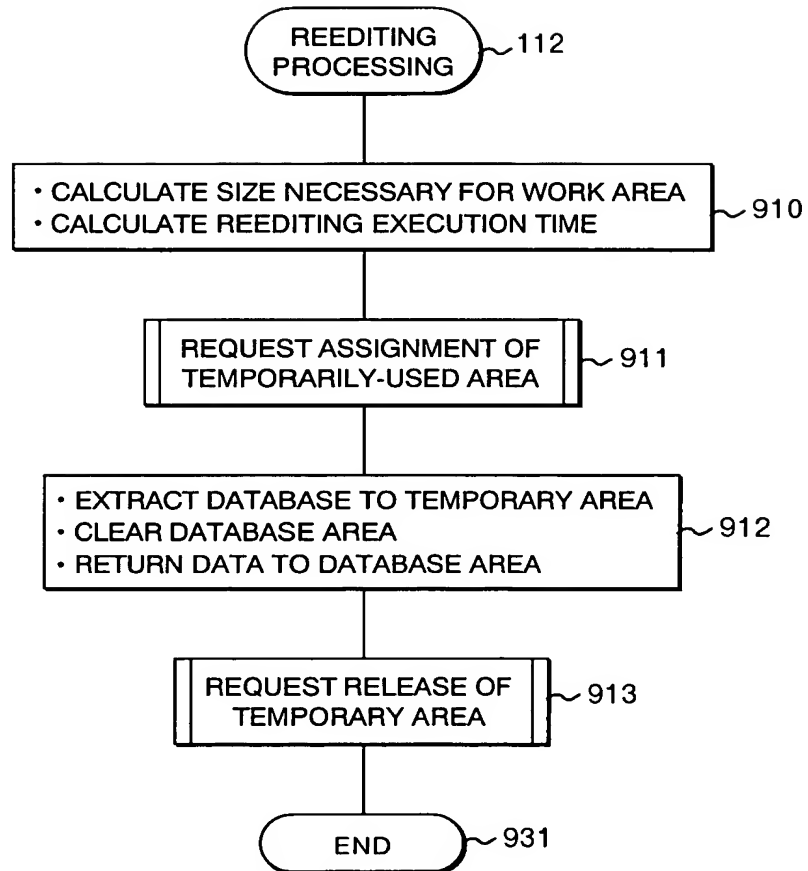 REEDITING
PROCESSING
112
· CALCULATE SIZE NECESSARY FOR WORK AREA
· CALCULATE REEDITING EXECUTION TIME
910
REQUEST ASSIGNMENT OF
TEMPORARILY-USED AREA
911
· EXTRACT DATABASE TO TEMPORARY AREA
· CLEAR DATABASE AREA
· RETURN DATA TO DATABASE AREA
912
REQUEST RELEASE OF
TEMPORARY AREA
913
END
931